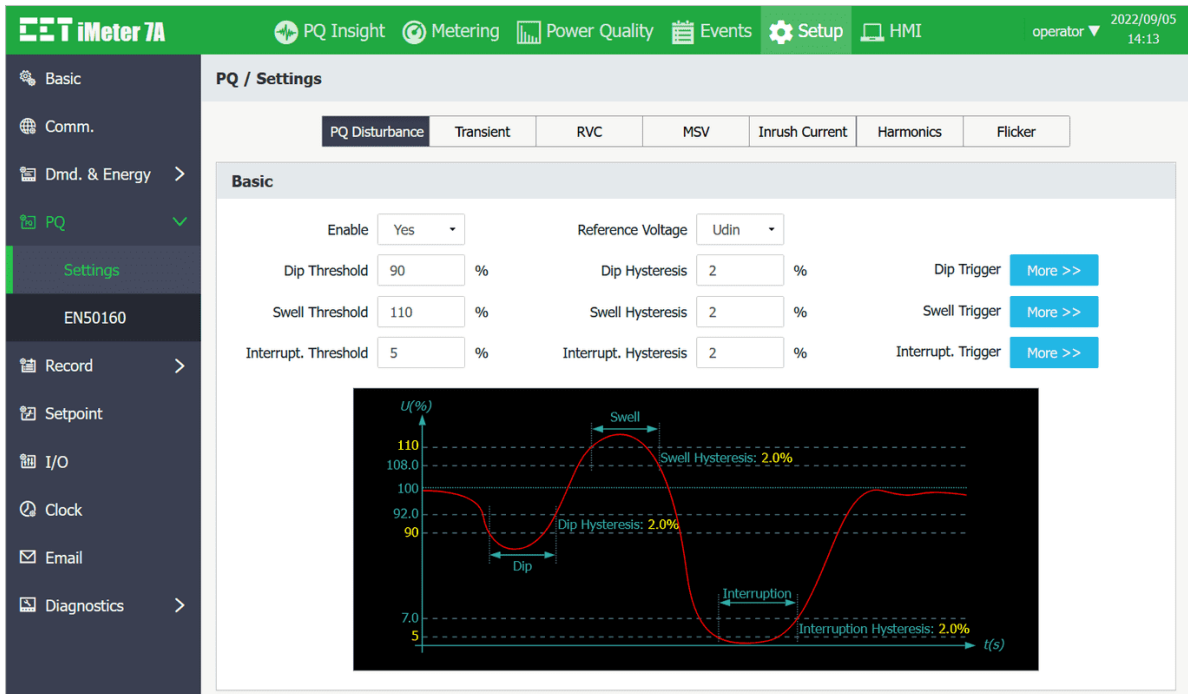 CET iMeter 7A
PQ Insight Metering Power Quality Events Setup HMI operator 2022/09/05
14:13
Basic
Comm.
Dmd. & Energy
PQ
Settings
EN50160
Record
Setpoint
I/O
Clock
Email
Diagnostics
PQ / Settings
PQ Disturbance Transient RVC MSV Inrush Current Harmonics Flicker
Basic
Enable Yes Reference Voltage Udin
Dip Threshold 90 % Dip Hysteresis 2 % Dip Trigger More >>
Swell Threshold 110 % Swell Hysteresis 2 % Swell Trigger More >>
Interrupt. Threshold 5 % Interrupt. Hysteresis 2 % Interrupt. Trigger More >>
U(%)
Swell
110
Swell Hysteresis: 2.0%
108.0
100
92.0
Dip Hysteresis: 2.0%
90
Dip
Interruption
7.0
Interruption Hysteresis: 2.0%
5
t(s)